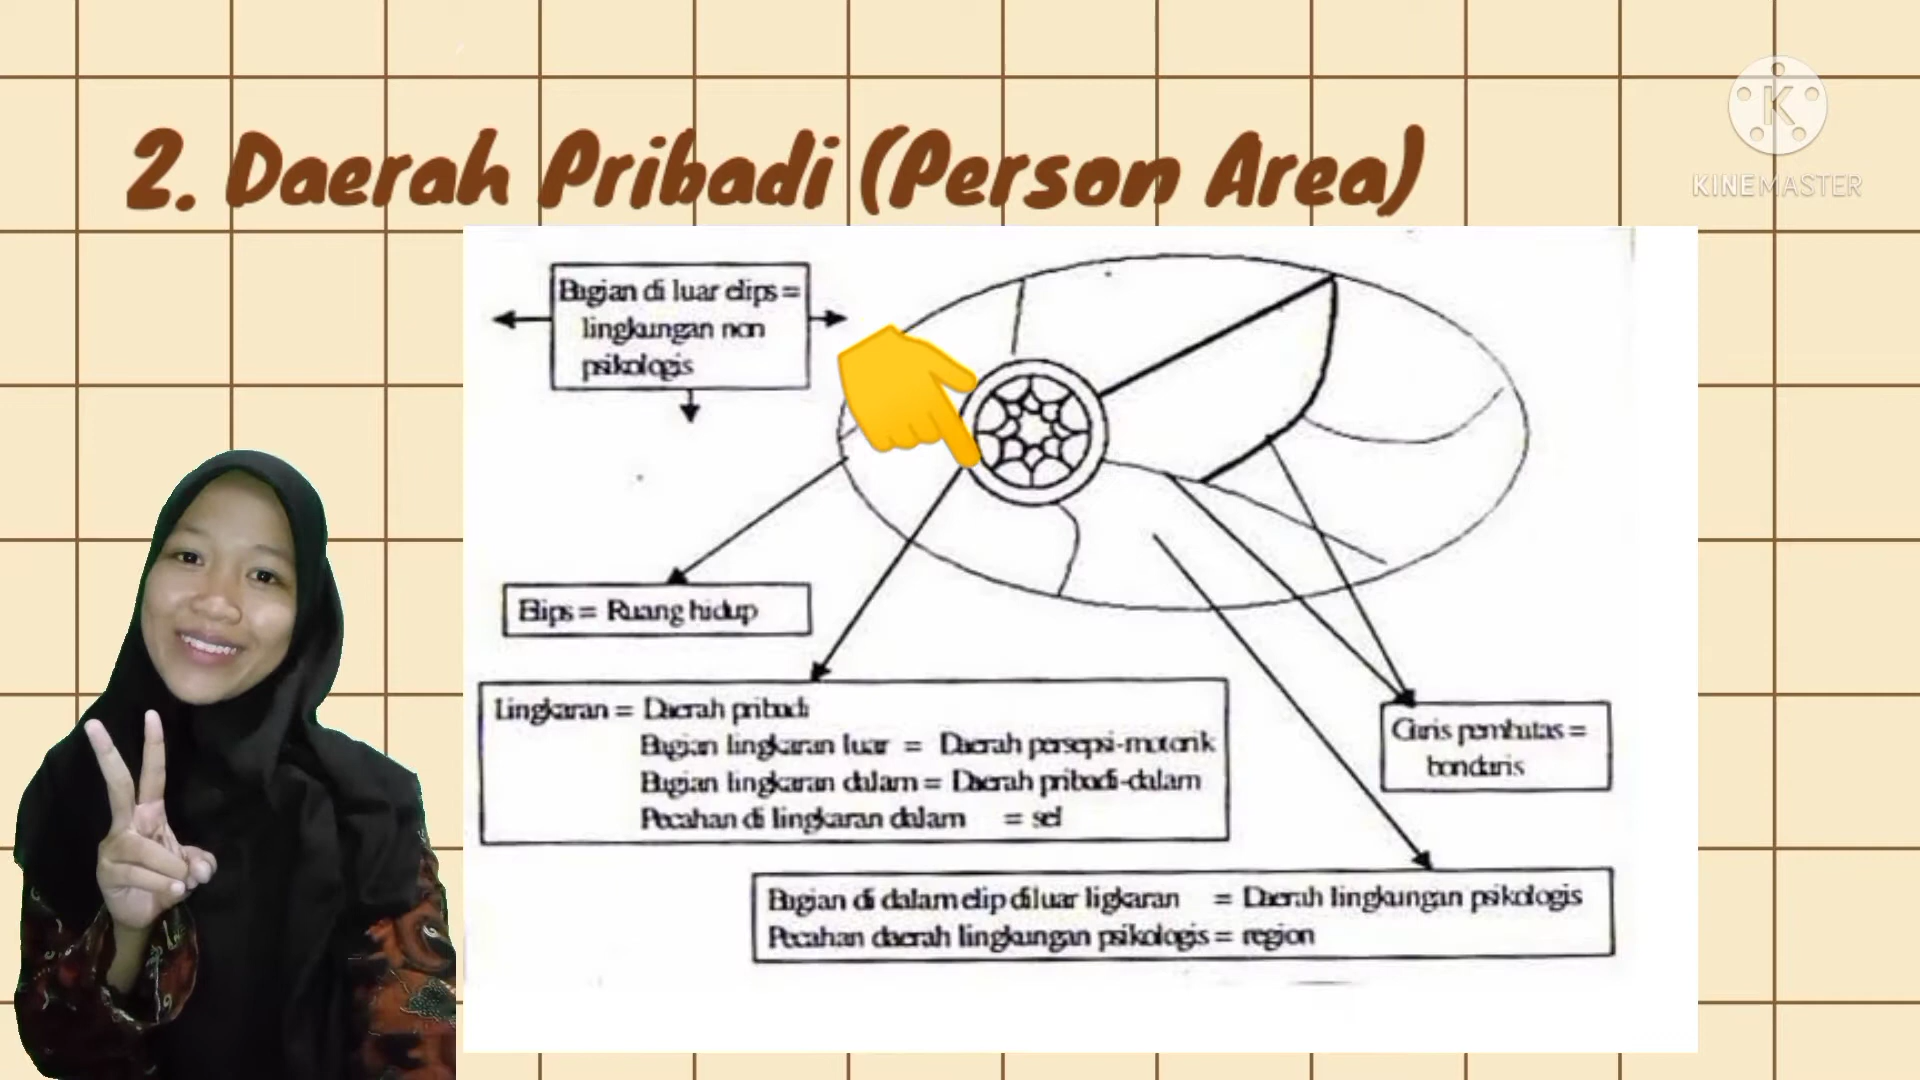 2. Daerah Pribadi (Person Area)
KINEMASTER
Bagian di luar elips =
lingkungan non
psikologis
Elips = Ruang hidup
Lingkaran = Daerah pribadi
Bagian lingkaran luar = Daerah persepsi-motorik
Bagian lingkaran dalam = Daerah pribadi-dalam
Pecahan di lingkaran dalam = sel
Garis pembatas =
bondaris
Bagian di dalam elip diluar ligkaran = Daerah lingkungan psikologis
Pecahan daerah lingkungan psikologis = region